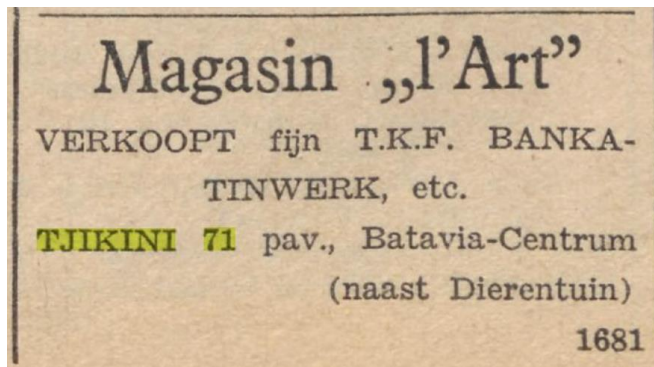 Magasin „l’Art”
VERKOOPT fijn T.K.F. BANKA-
TINWERK, etc.
TJIKINI 71 pav., Batavia-Centrum
(naast Dierentuin)
1681